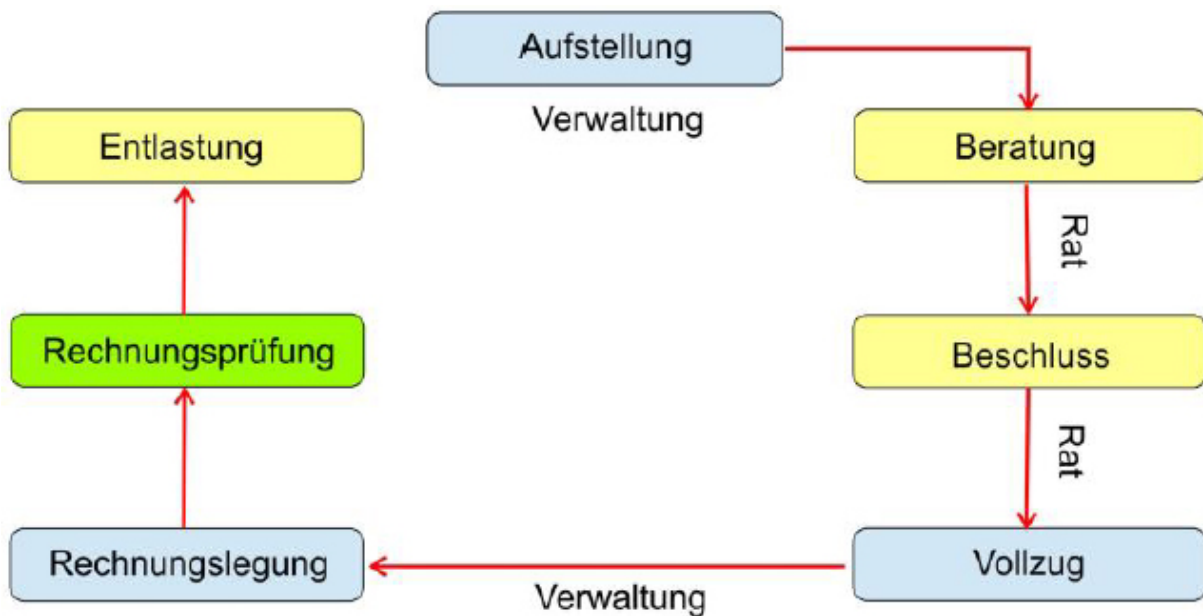 Aufstellung
Verwaltung
Entlastung
Beratung
Rat
Rechnungsprüfung
Beschluss
Rat
Rechnungslegung
Vollzug
Verwaltung